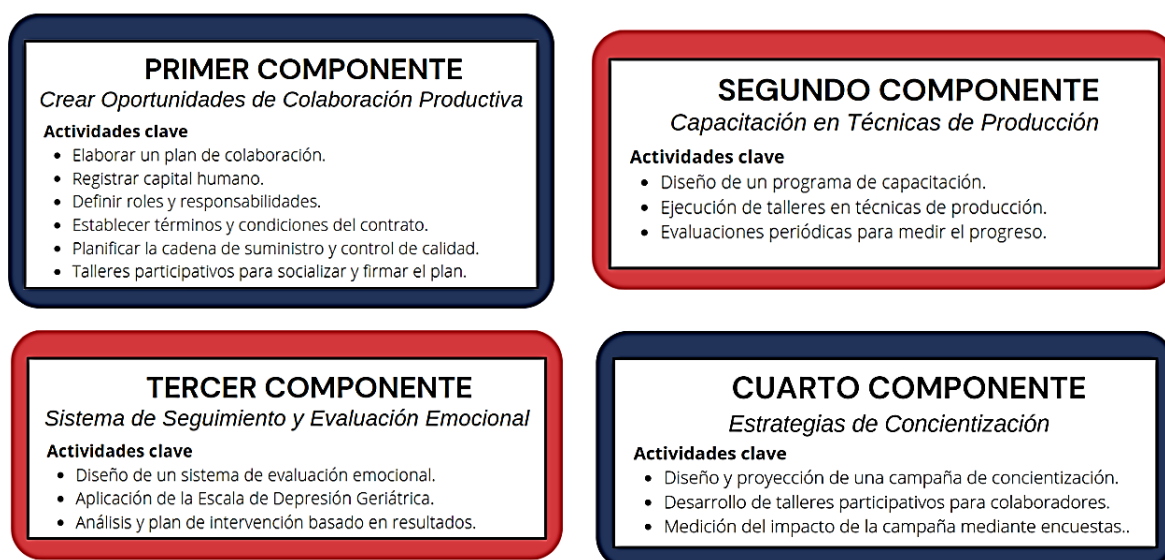 PRIMER COMPONENTE
Crear Oportunidades de Colaboración Productiva
Actividades clave
• Elaborar un plan de colaboración.
• Registrar capital humano.
• Definir roles y responsabilidades.
• Establecer términos y condiciones del contrato.
• Planificar la cadena de suministro y control de calidad.
• Talleres participativos para socializar y firmar el plan.
SEGUNDO COMPONENTE
Capacitación en Técnicas de Producción
Actividades clave
• Diseño de un programa de capacitación.
• Ejecución de talleres en técnicas de producción.
• Evaluaciones periódicas para medir el progreso.
TERCER COMPONENTE
Sistema de Seguimiento y Evaluación Emocional
Actividades clave
• Diseño de un sistema de evaluación emocional.
• Aplicación de la Escala de Depresión Geriátrica.
• Análisis y plan de intervención basado en resultados.
CUARTO COMPONENTE
Estrategias de Concientización
Actividades clave
• Diseño y proyección de una campaña de concientización.
• Desarrollo de talleres participativos para colaboradores.
• Medición del impacto de la campaña mediante encuestas..